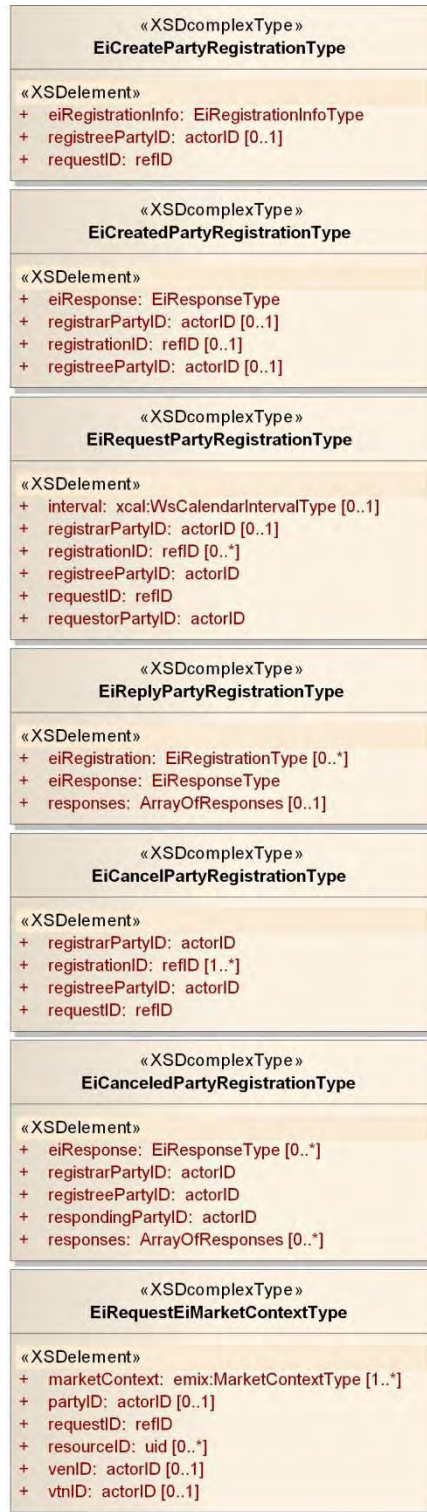 «XSDcomplexType»
EiCreatePartyRegistrationType
«XSDelement»
+ eiRegistrationInfo: EiRegistrationInfoType
+ registreePartyID: actorID [0..1]
+ requestID: refID
«XSDcomplexType»
EiCreatedPartyRegistrationType
«XSDelement»
+ eiResponse: EiResponseType
+ registrarPartyID: actorID [0..1]
+ registrationID: refID [0..1]
+ registreePartyID: actorID [0..1]
«XSDcomplexType»
EiRequestPartyRegistrationType
«XSDelement»
+ interval: xcal:WsCalendarIntervalType [0..1]
+ registrarPartyID: actorID [0..1]
+ registrationID: refID [0..*]
+ registreePartyID: actorID
+ requestID: refID
+ requestorPartyID: actorID
«XSDcomplexType»
EiReplyPartyRegistrationType
«XSDelement»
+ eiRegistration: EiRegistrationType [0..*]
+ eiResponse: EiResponseType
+ responses: ArrayOfResponses [0..1]
«XSDcomplexType»
EiCancelPartyRegistrationType
«XSDelement»
+ registrarPartyID: actorID
+ registrationID: refID [1..*]
+ registreePartyID: actorID
+ requestID: refID
«XSDcomplexType»
EiCanceledPartyRegistrationType
«XSDelement»
+ eiResponse: EiResponseType [0..*]
+ registrarPartyID: actorID
+ registreePartyID: actorID
+ respondingPartyID: actorID
+ responses: ArrayOfResponses [0..*]
«XSDcomplexType»
EiRequestEiMarketContextType
«XSDelement»
+ marketContext: emix:MarketContextType [1..*]
+ partyID: actorID [0..1]
+ requestID: refID
+ resourceID: uid [0..*]
+ venID: actorID [0..1]
+ vtnID: actorID [0..1]